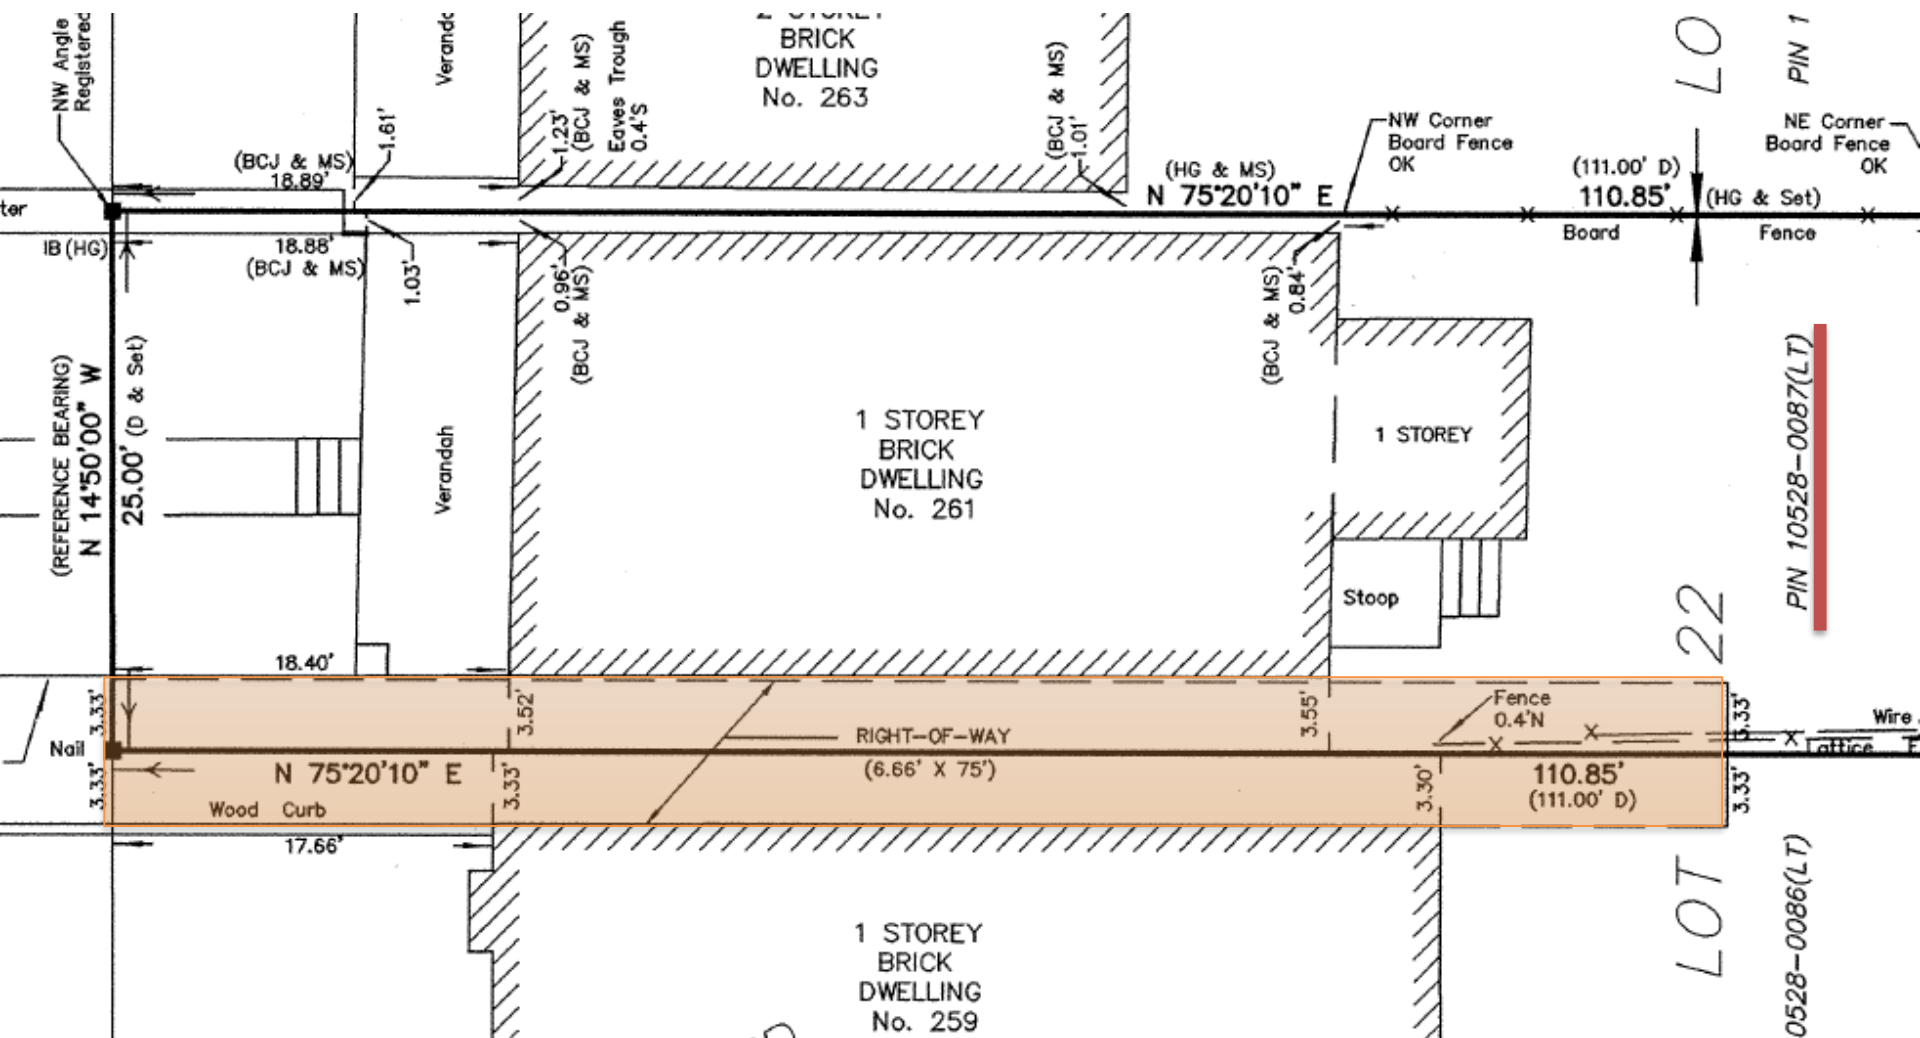 NW Angle
Registered
Verandah
Eaves Trough
0.4'S
(BCJ & MS)
1.23'
2 STOREY
BRICK
DWELLING
No. 263
(BCJ & MS)
1.01'
LO
PIN 1
1.61'
(BCJ & MS)
18.89'
(HG & MS)
N 75°20'10" E
NW Corner
Board Fence
OK
(111.00' D)
110.85'
(HG & Set)
NE Corner
Board Fence
OK
Board
Fence
IB (HG)
18.88'
(BCJ & MS)
1.03'
0.96'
(BCJ & MS)
(BCJ & MS)
0.84'
(REFERENCE BEARING)
N 14°50'00" W
25.00' (D & Set)
Verandah
1 STOREY
BRICK
DWELLING
No. 261
1 STOREY
Stoop
PIN 10528-0087(LT)
22
18.40'
3.33'
3.52'
3.55'
Fence
0.4'N
3.33'
Wire
Lattice
Nail
RIGHT-OF-WAY
(6.66' X 75')
N 75°20'10" E
3.33'
3.33'
3.30'
110.85'
(111.00' D)
3.33'
Wood Curb
17.66'
1 STOREY
BRICK
DWELLING
No. 259
LOT
0528-0086(LT)